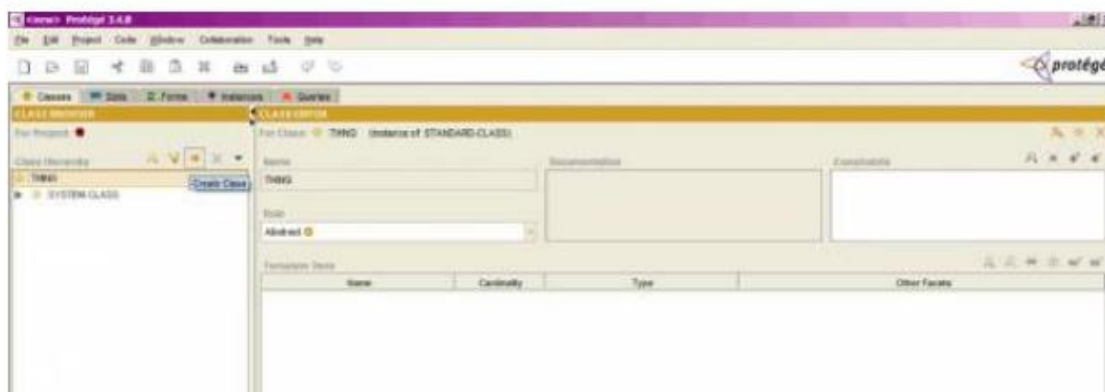 <new> Protégé 3.4.8
File Edit Project Code Window Collaboration Tools Help
protégé
Classes Slots Forms Instances Queries
CLASS BROWSER CLASS EDITOR
For Project: For Class: THING (instance of :STANDARD-CLASS)
Class Hierarchy Name Documentation Constraints
:THING :THING
Create Class
:SYSTEM-CLASS
Role
Abstract
Template Slots
Name Cardinality Type Other Facets